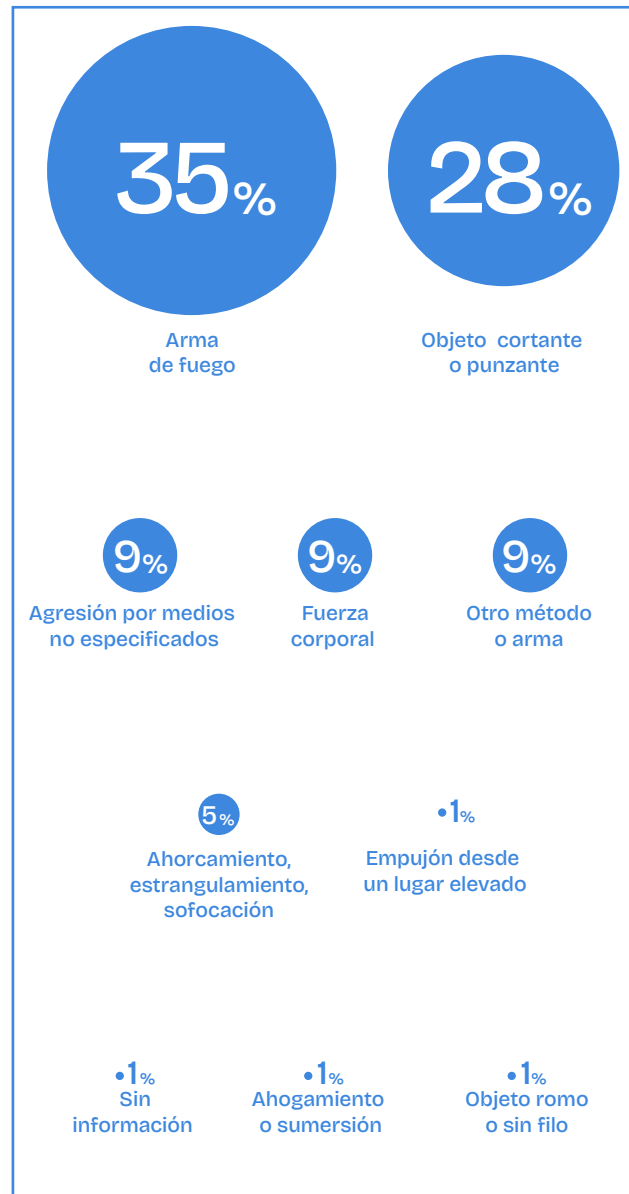 35%
28%
Arma
de fuego
Objeto cortante
o punzante
9%
9%
9%
Agresión por medios
no especificados
Fuerza
corporal
Otro método
o arma
5%
•1%
Ahorcamiento,
estrangulamiento,
sofocación
Empujón desde
un lugar elevado
•1%
•1%
•1%
Sin
información
Ahogamiento
o sumersión
Objeto romo
o sin filo